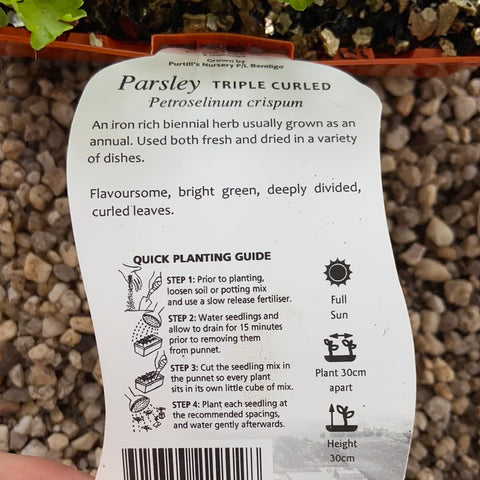 Grown by
Purtill's Nursery P/L Bendigo
Parsley TRIPLE CURLED
Petroselinum crispum
An iron rich biennial herb usually grown as an
annual. Used both fresh and dried in a variety
of dishes.
Flavoursome, bright green, deeply divided,
curled leaves.
QUICK PLANTING GUIDE
STEP 1: Prior to planting,
loosen soil or potting mix
and use a slow release fertiliser.
STEP 2: Water seedlings and
allow to drain for 15 minutes
prior to removing them
from punnet.
STEP 3: Cut the seedling mix in
the punnet so every plant
sits in its own little cube of mix.
STEP 4: Plant each seedling at
the recommended spacings,
and water gently afterwards.
Full
Sun
Plant 30cm
apart
Height
30cm